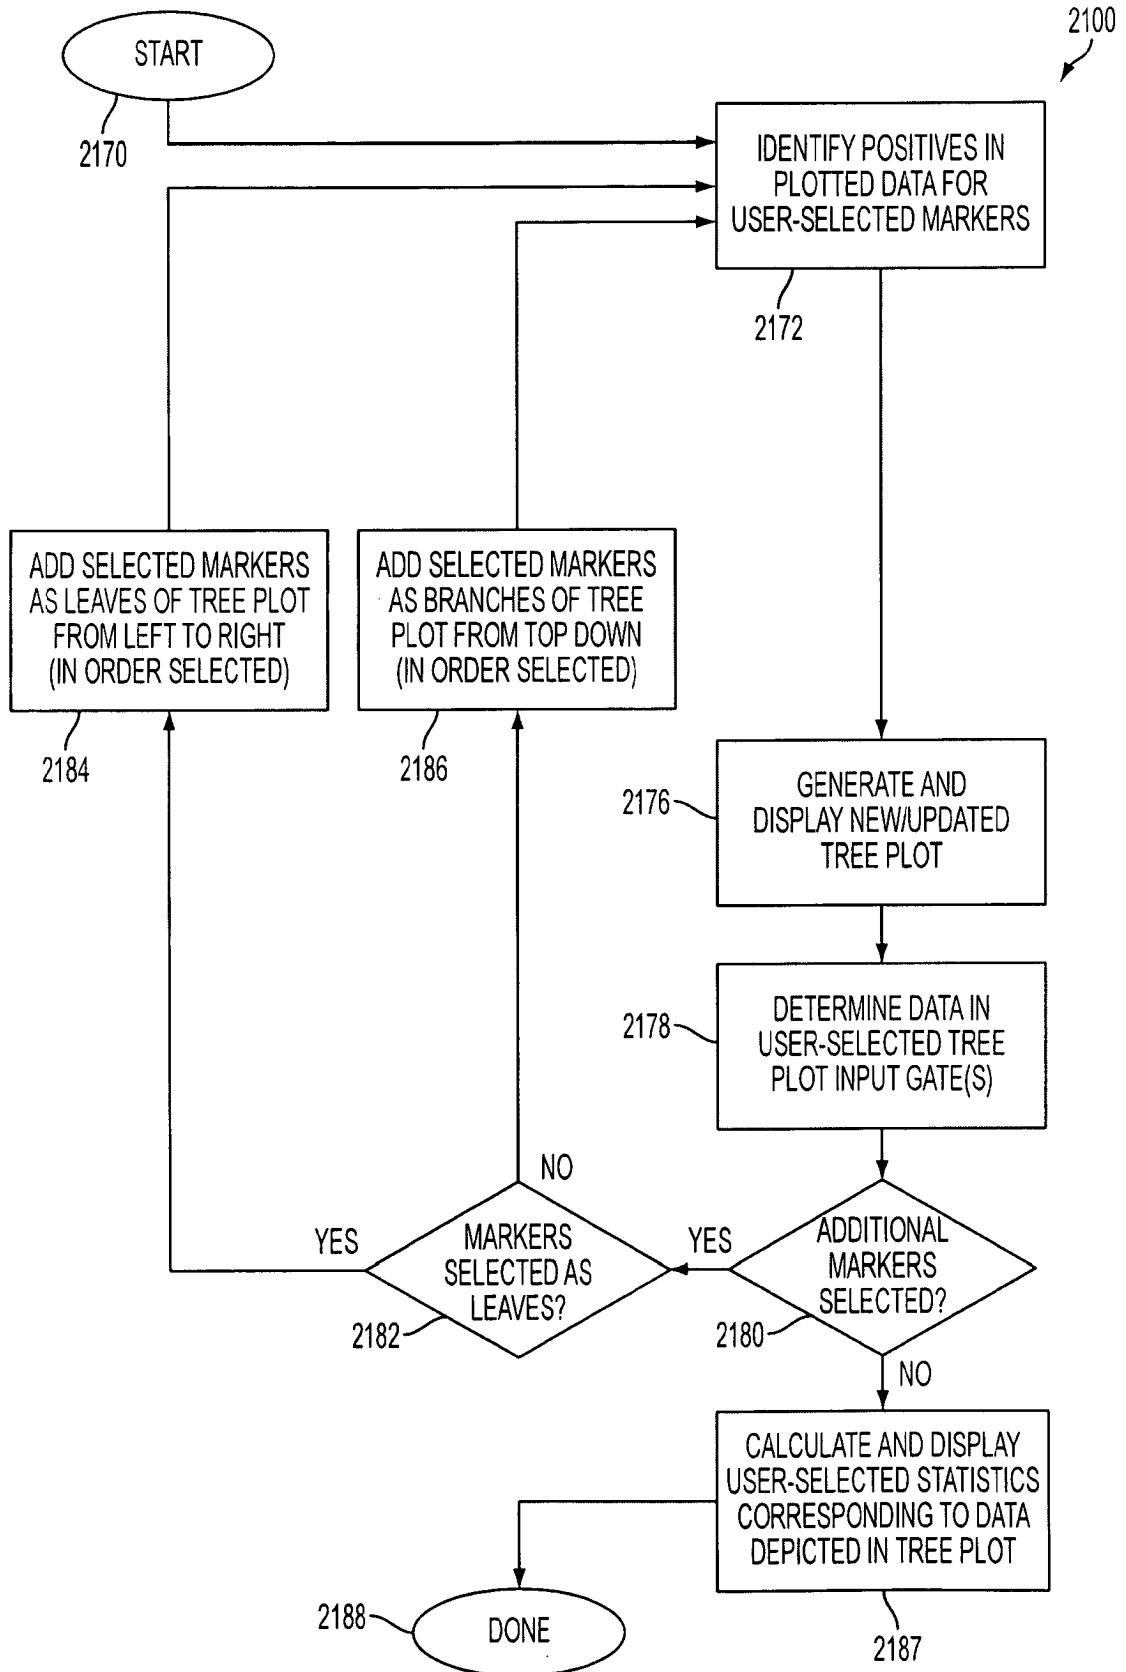 2100
START
2170
IDENTIFY POSITIVES IN
PLOTTED DATA FOR
USER-SELECTED MARKERS
2172
ADD SELECTED MARKERS
AS LEAVES OF TREE PLOT
FROM LEFT TO RIGHT
(IN ORDER SELECTED)
2184
ADD SELECTED MARKERS
AS BRANCHES OF TREE
PLOT FROM TOP DOWN
(IN ORDER SELECTED)
2186
2176
GENERATE AND
DISPLAY NEW/UPDATED
TREE PLOT
2178
DETERMINE DATA IN
USER-SELECTED TREE
PLOT INPUT GATE(S)
NO
YES
MARKERS
SELECTED AS
LEAVES?
2182
YES
ADDITIONAL
MARKERS
SELECTED?
2180
NO
CALCULATE AND DISPLAY
USER-SELECTED STATISTICS
CORRESPONDING TO DATA
DEPICTED IN TREE PLOT
2187
2188
DONE